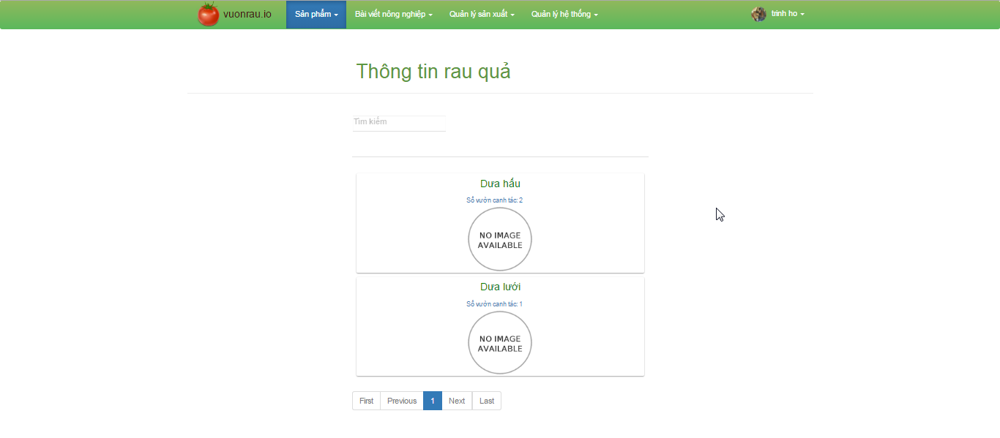 vuonrau.io Sản phẩm Bài viết nông nghiệp Quản lý sản xuất Quản lý hệ thống trinh ho
Thông tin rau quả
Tìm kiếm
Dưa hấu
Số vườn canh tác: 2
NO IMAGE
AVAILABLE
Dưa lưới
Số vườn canh tác: 1
NO IMAGE
AVAILABLE
First Previous 1 Next Last